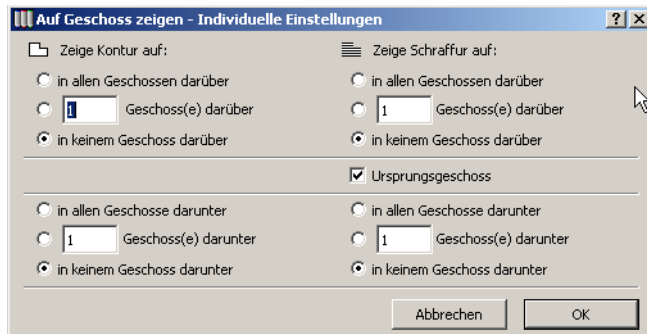 Auf Geschoss zeigen - Individuelle Einstellungen
Zeige Kontur auf:
in allen Geschossen darüber
1 Geschoss(e) darüber
in keinem Geschoss darüber
Zeige Schraffur auf:
in allen Geschossen darüber
1 Geschoss(e) darüber
in keinem Geschoss darüber
Ursprungsgeschoss
in allen Geschosse darunter
1 Geschoss(e) darunter
in keinem Geschoss darunter
in allen Geschosse darunter
1 Geschoss(e) darunter
in keinem Geschoss darunter
Abbrechen
OK